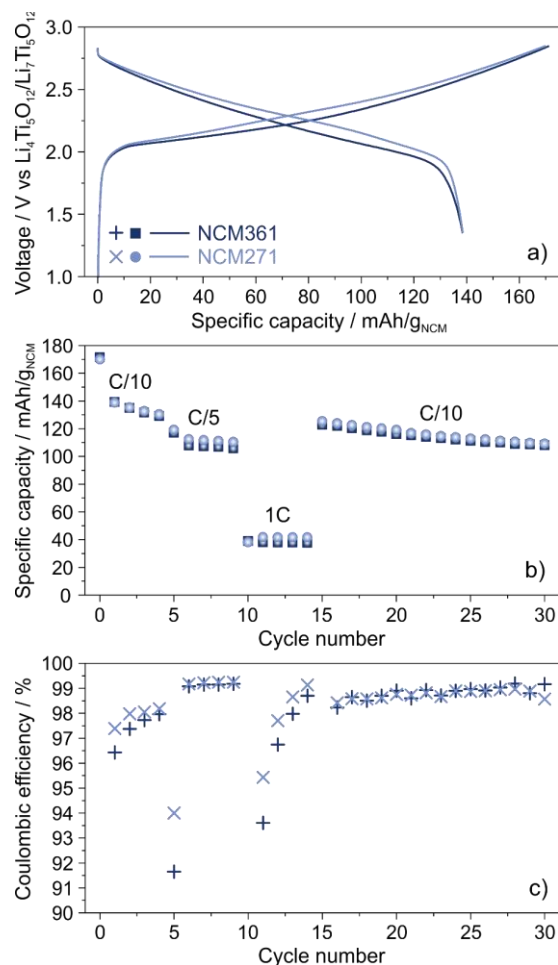 Voltage / V vs Li₄Ti₅O₁₂/Li₇Ti₅O₁₂
3.0
2.5
2.0
1.5
1.0
NCM361
NCM271
a)
0 20 40 60 80 100 120 140 160
Specific capacity / mAh/gNCM
Specific capacity / mAh/gNCM
180
160
140
120
100
80
60
40
20
0
C/10
C/5
1C
C/10
b)
0 5 10 15 20 25 30
Cycle number
Coulombic efficiency / %
100
99
98
97
96
95
94
93
92
91
90
c)
0 5 10 15 20 25 30
Cycle number